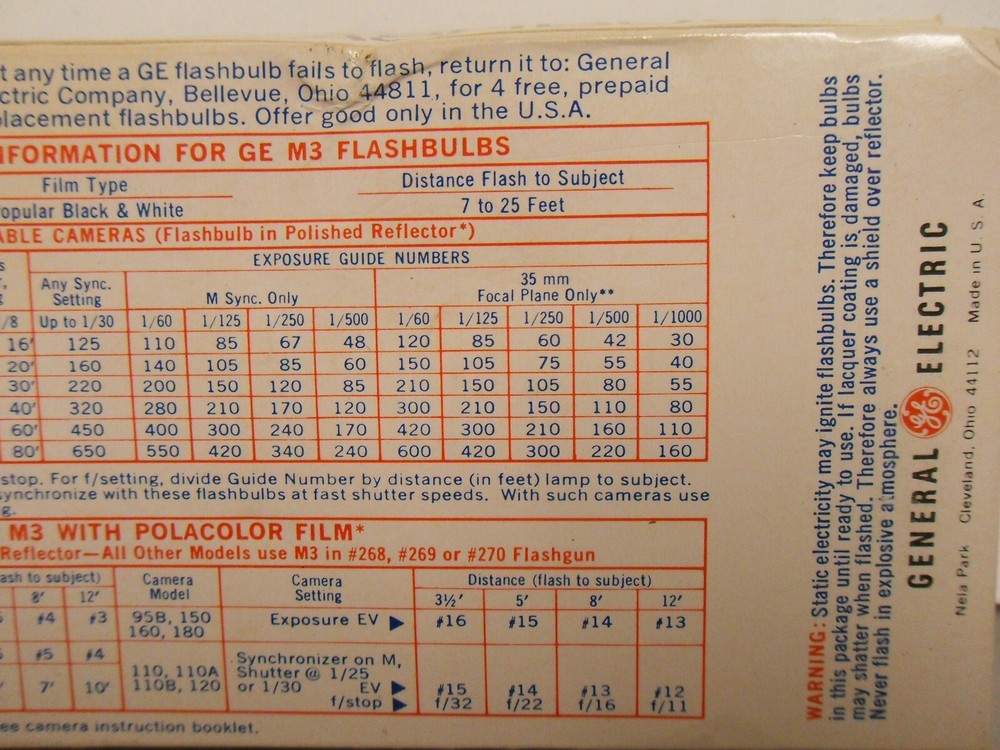 t any time a GE flashbulb fails to flash, return it to: General
ctric Company, Bellevue, Ohio 44811, for 4 free, prepaid
placement flashbulbs. Offer good only in the U.S.A.
NFORMATION FOR GE M3 FLASHBULBS
Film Type Distance Flash to Subject
opular Black & White 7 to 25 Feet
ABLE CAMERAS (Flashbulb in Polished Reflector*)
EXPOSURE GUIDE NUMBERS
Any Sync. Setting M Sync. Only 35 mm Focal Plane Only**
/8 Up to 1/30 1/60 1/125 1/250 1/500 1/60 1/125 1/250 1/500 1/1000
16' 125 110 85 67 48 120 85 60 42 30
20' 160 140 105 85 60 150 105 75 55 40
30' 220 200 150 120 85 210 150 105 80 55
40' 320 280 210 170 120 300 210 150 110 80
60' 450 400 300 240 170 420 300 210 160 110
80' 650 550 420 340 240 600 420 300 220 160
stop. For f/setting, divide Guide Number by distance (in feet) lamp to subject.
ynchronize with these flashbulbs at fast shutter speeds. With such cameras use
g.
M3 WITH POLACOLOR FILM*
Reflector—All Other Models use M3 in #268, #269 or #270 Flashgun
ash to subject) Camera Model Camera Setting Distance (flash to subject)
8' 12' 3½' 5' 8' 12'
#4 #3 95B, 150 160, 180 Exposure EV ▶ #16 #15 #14 #13
#5 #4
7' 10' 110, 110A 110B, 120 Synchronizer on M, Shutter @ 1/25 or 1/30 EV ▶ #15 #14 #13 #12
f/stop ▶ f/32 f/22 f/16 f/11
ee camera instruction booklet.
WARNING: Static electricity may ignite flashbulbs. Therefore keep bulbs
in this package until ready to use. If lacquer coating is damaged, bulbs
may shatter when flashed. Therefore always use a shield over reflector.
Never flash in explosive atmosphere.
GENERAL GE ELECTRIC
Nela Park Cleveland, Ohio 44112 Made in U. S. A.